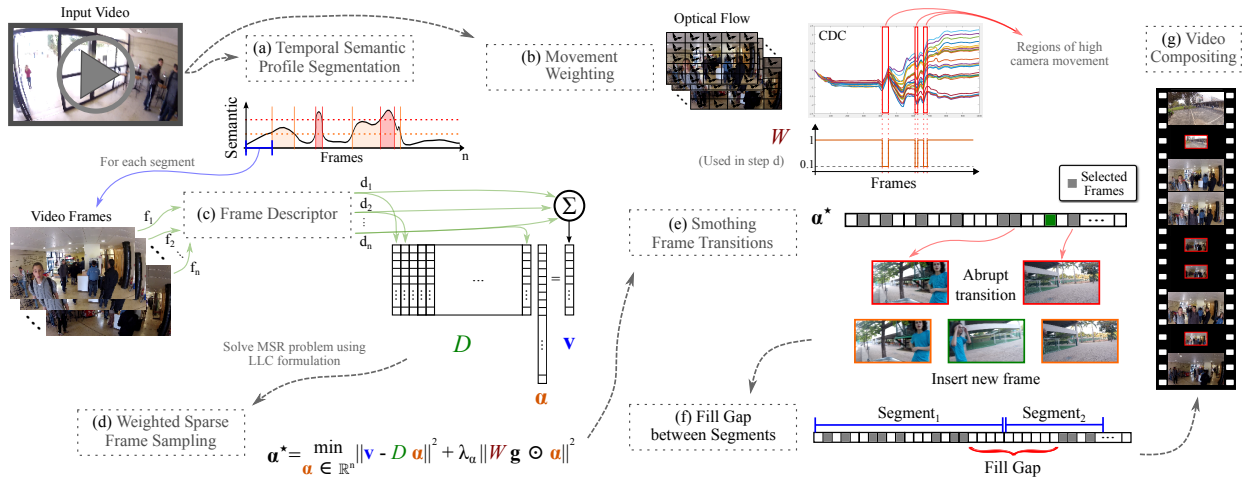 Input Video
(a) Temporal Semantic
Profile Segmentation
(b) Movement
Weighting
Optical Flow
CDC
Regions of high
camera movement
(g) Video
Compositing
Semantic
Frames
n
W
(Used in step d)
1
0.1
Frames
For each segment
Video Frames
f1
f2
fn
(c) Frame Descriptor
d1
d2
dn
Σ
...
=
D
v
α
Selected
Frames
(e) Smothing
Frame Transitions
α★
Abrupt
transition
Insert new frame
Solve MSR problem using
LLC formulation
(d) Weighted Sparse
Frame Sampling
α★= min ||v - D α||² + λα||W g ⊙ α||²
α ∈ ℝⁿ
(f) Fill Gap
between Segments
Segment1
Segment2
Fill Gap